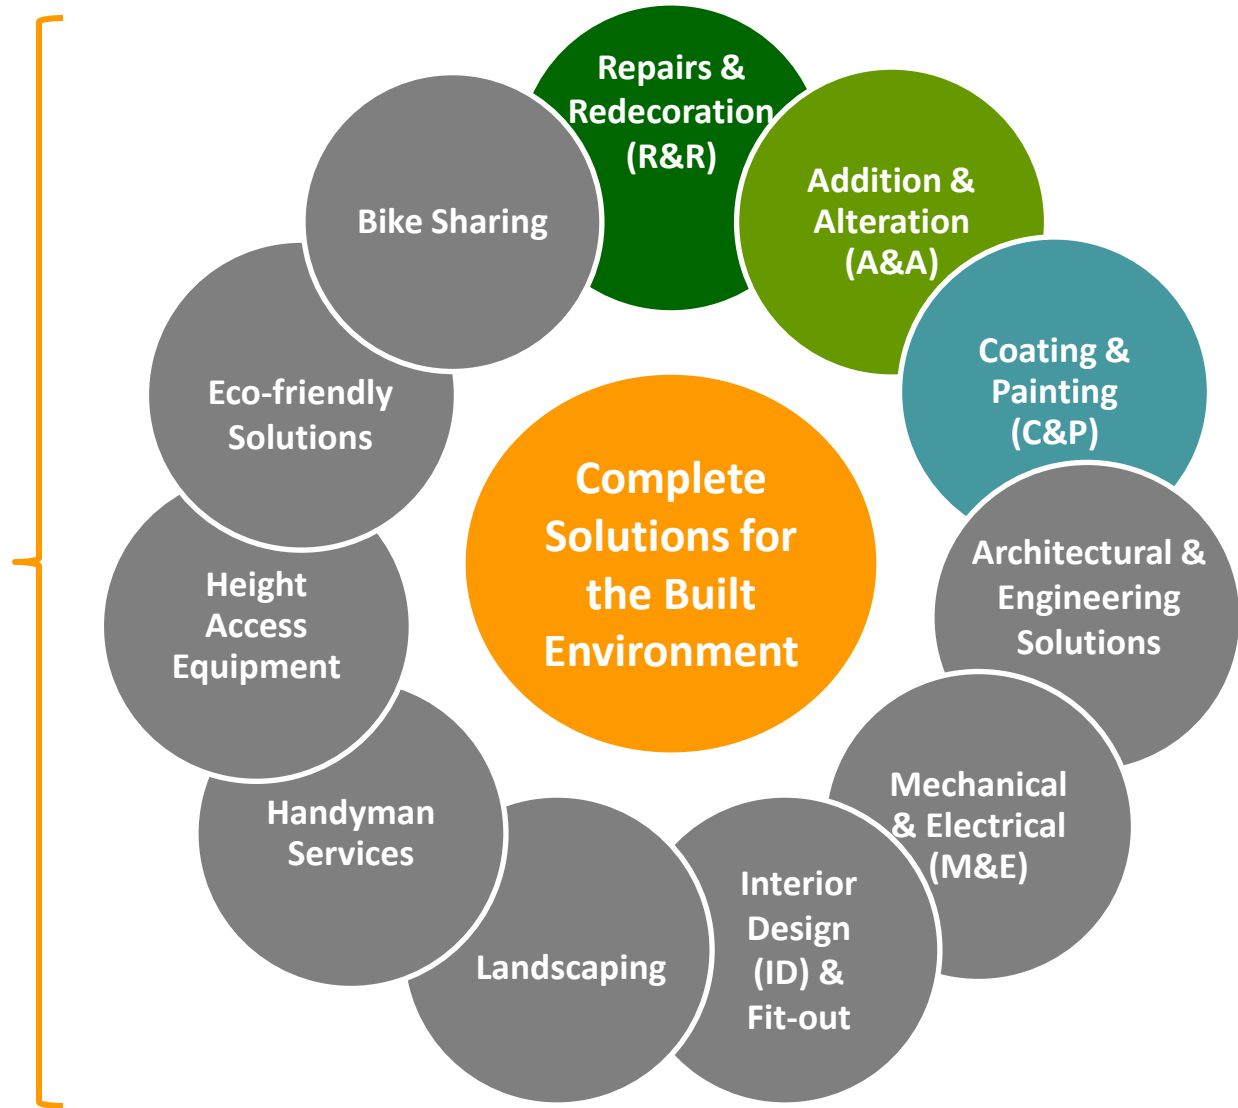 Repairs &
Redecoration
(R&R)
Addition &
Alteration
(A&A)
Coating &
Painting
(C&P)
Architectural &
Engineering
Solutions
Mechanical
& Electrical
(M&E)
Interior
Design
(ID) &
Fit-out
Landscaping
Handyman
Services
Height
Access
Equipment
Eco-friendly
Solutions
Bike Sharing
Complete
Solutions for
the Built
Environment